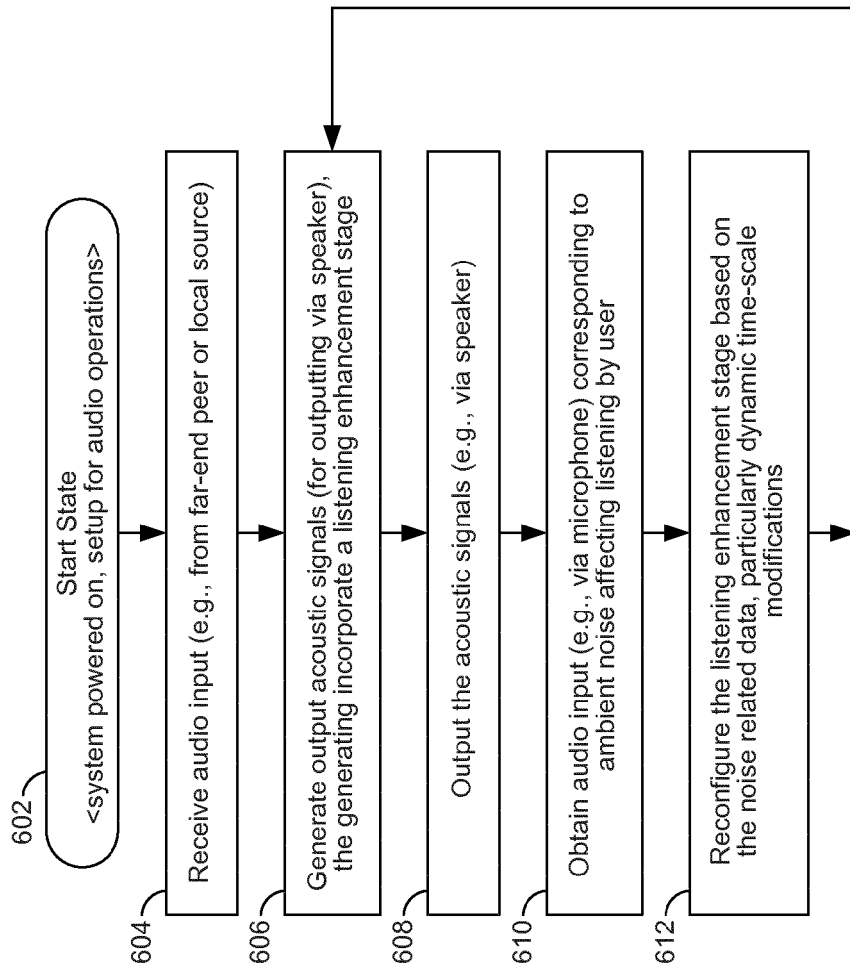 602
Start State
<system powered on, setup for audio operations>
604
Receive audio input (e.g., from far-end peer or local source)
606
Generate output acoustic signals (for outputting via speaker),
the generating incorporate a listening enhancement stage
608
Output the acoustic signals (e.g., via speaker)
610
Obtain audio input (e.g., via microphone) corresponding to
ambient noise affecting listening by user
612
Reconfigure the listening enhancement stage based on
the noise related data, particularly dynamic time-scale
modifications